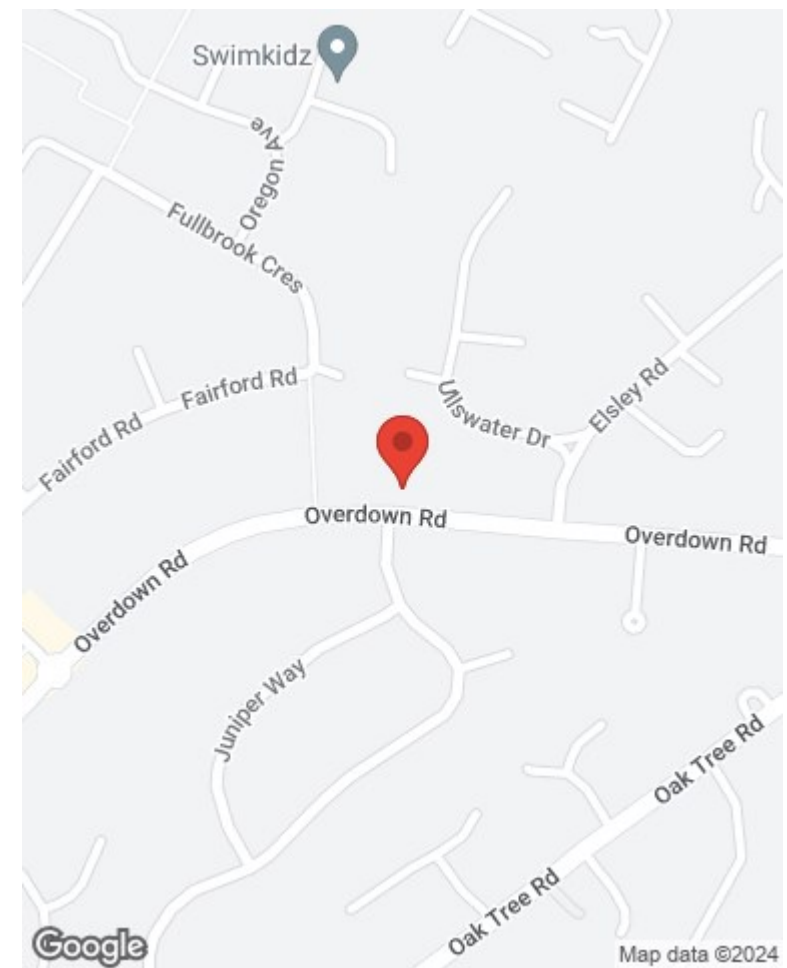 Swimkidz
Oregon Ave
Fullbrook Cres
Fairford Rd
Fairford Rd
Ullswater Dr
Elsley Rd
Overdown Rd
Overdown Rd
Overdown Rd
Juniper Way
Oak Tree Rd
Oak Tree Rd
Google
Map data ©2024